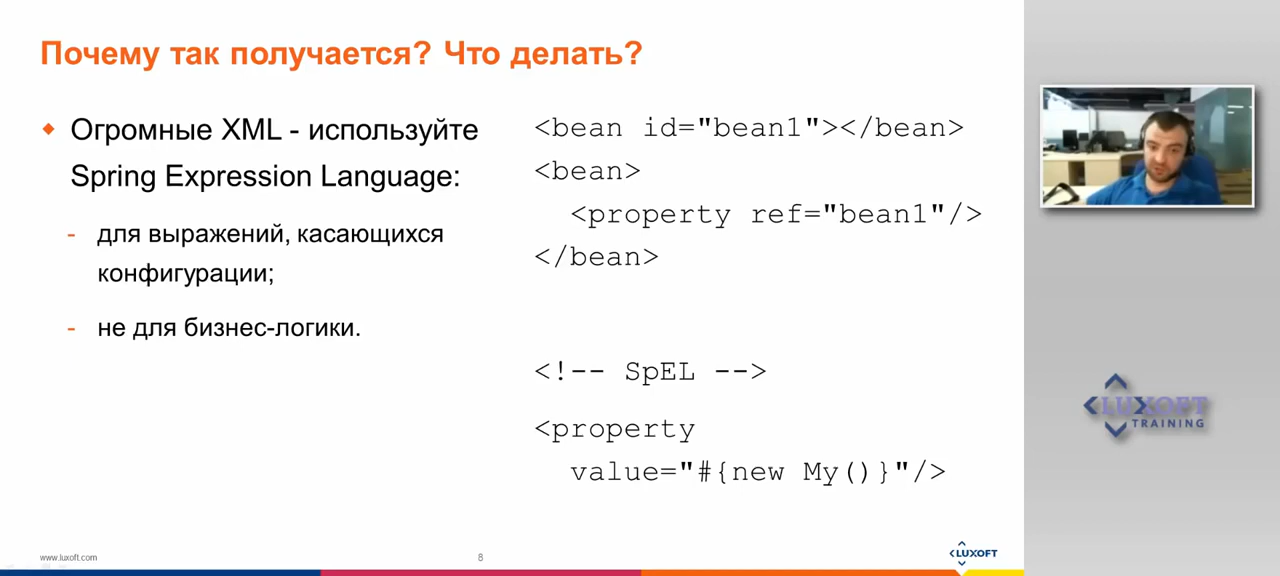 Почему так получается? Что делать?
Огромные XML - используйте
Spring Expression Language:
- для выражений, касающихся
конфигурации;
- не для бизнес-логики.
<bean id="bean1"></bean>
<bean>
<property ref="bean1"/>
</bean>
<!-- SpEL -->
<property
value="#{new My()}"/>
LUXOFT
TRAINING
www.luxoft.com
8
LUXOFT